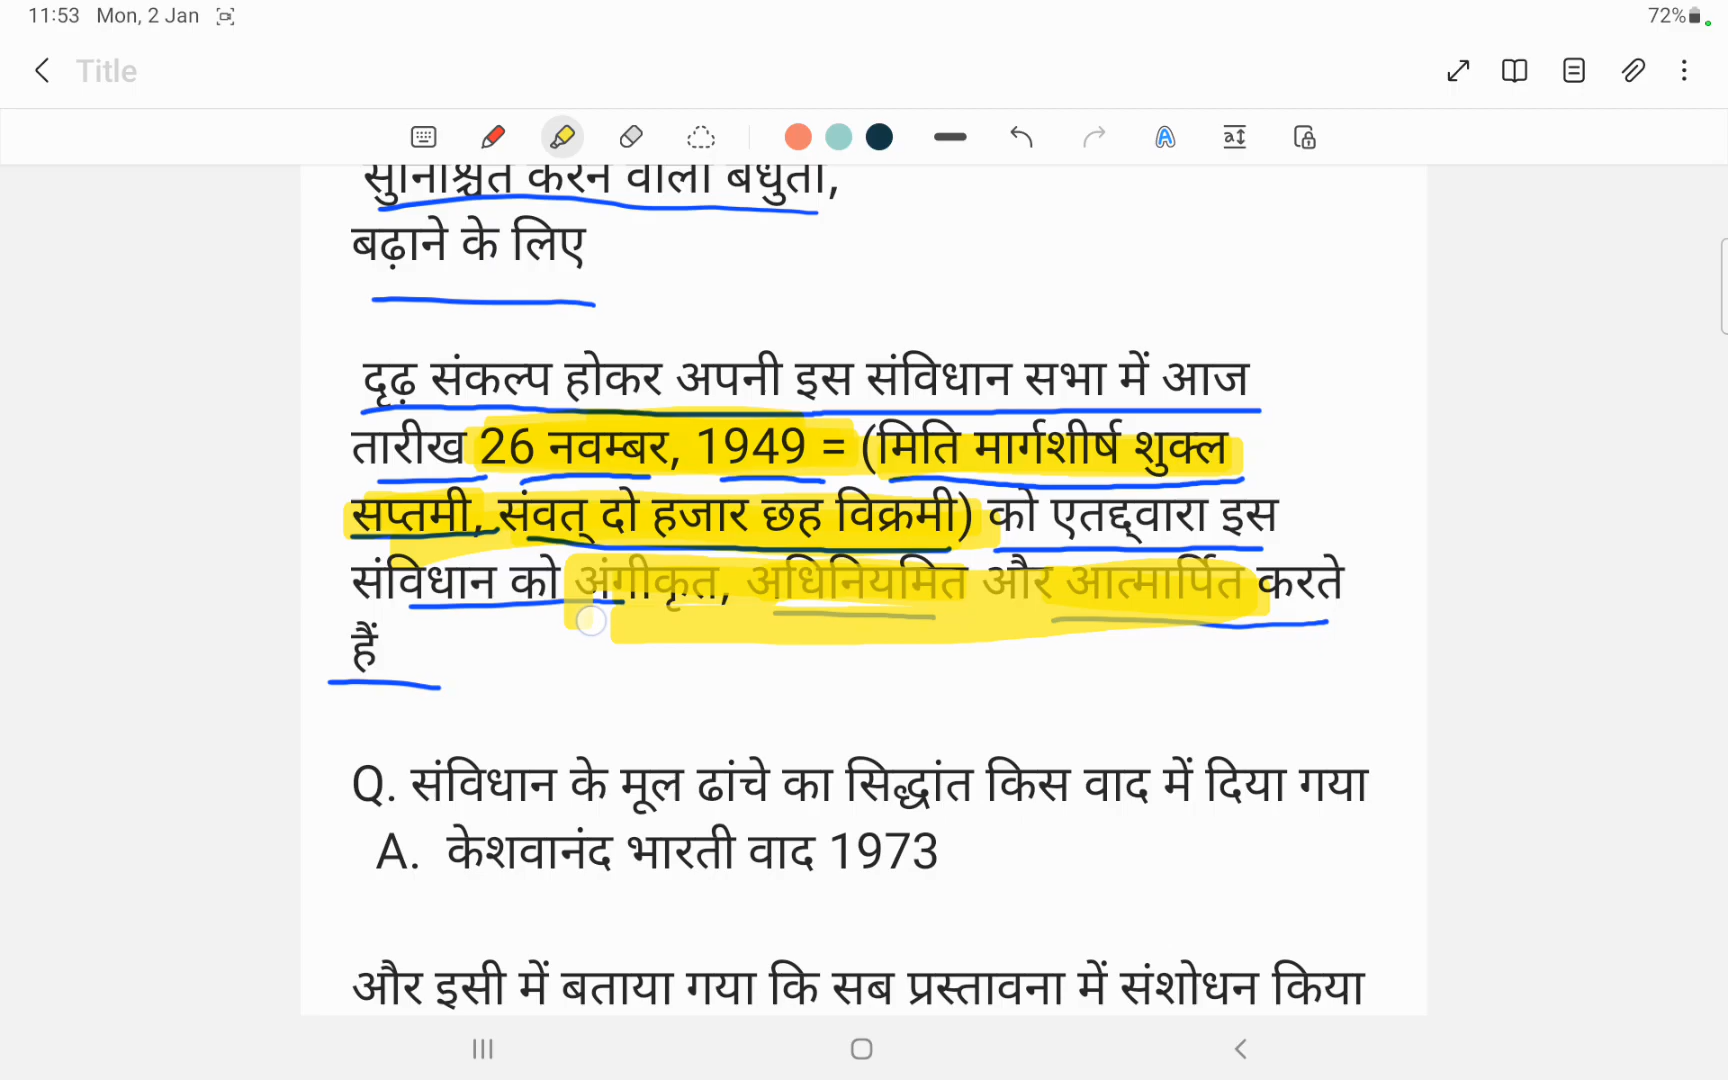 11:53 Mon, 2 Jan
72%
Title
सुनिश्चित करने वाली बंधुता,
बढ़ाने के लिए
दृढ़ संकल्प होकर अपनी इस संविधान सभा में आज
तारीख 26 नवम्बर, 1949 = (मिति मार्गशीर्ष शुक्ल
सप्तमी, संवत् दो हजार छह विक्रमी) को एतद्द्वारा इस
संविधान को अंगीकृत, अधिनियमित और आत्मार्पित करते
हैं
Q. संविधान के मूल ढांचे का सिद्धांत किस वाद में दिया गया
A. केशवानंद भारती वाद 1973
और इसी में बताया गया कि सब प्रस्तावना में संशोधन किया